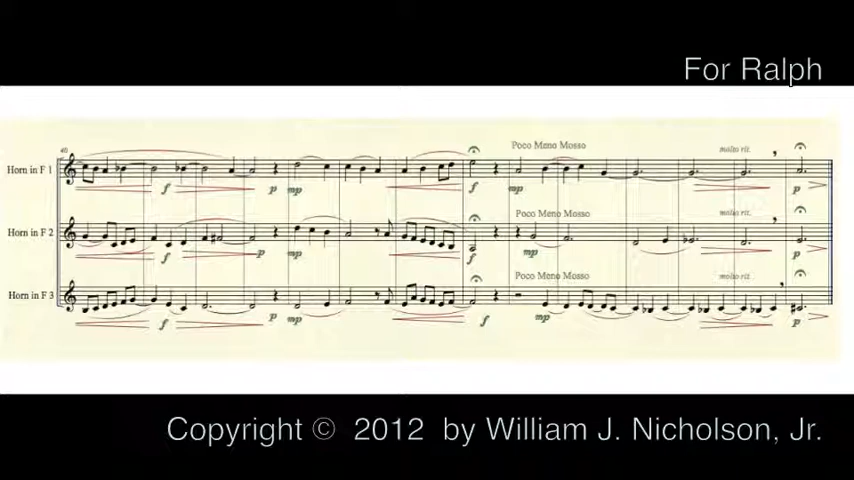 For Ralph
40
Poco Meno Mosso
molto rit.
Horn in F 1
f
p
mp
f
mp
p
Poco Meno Mosso
molto rit.
Horn in F 2
f
p
mp
f
mp
p
Poco Meno Mosso
molto rit.
Horn in F 3
f
p
mp
f
mp
p
Copyright © 2012 by William J. Nicholson, Jr.